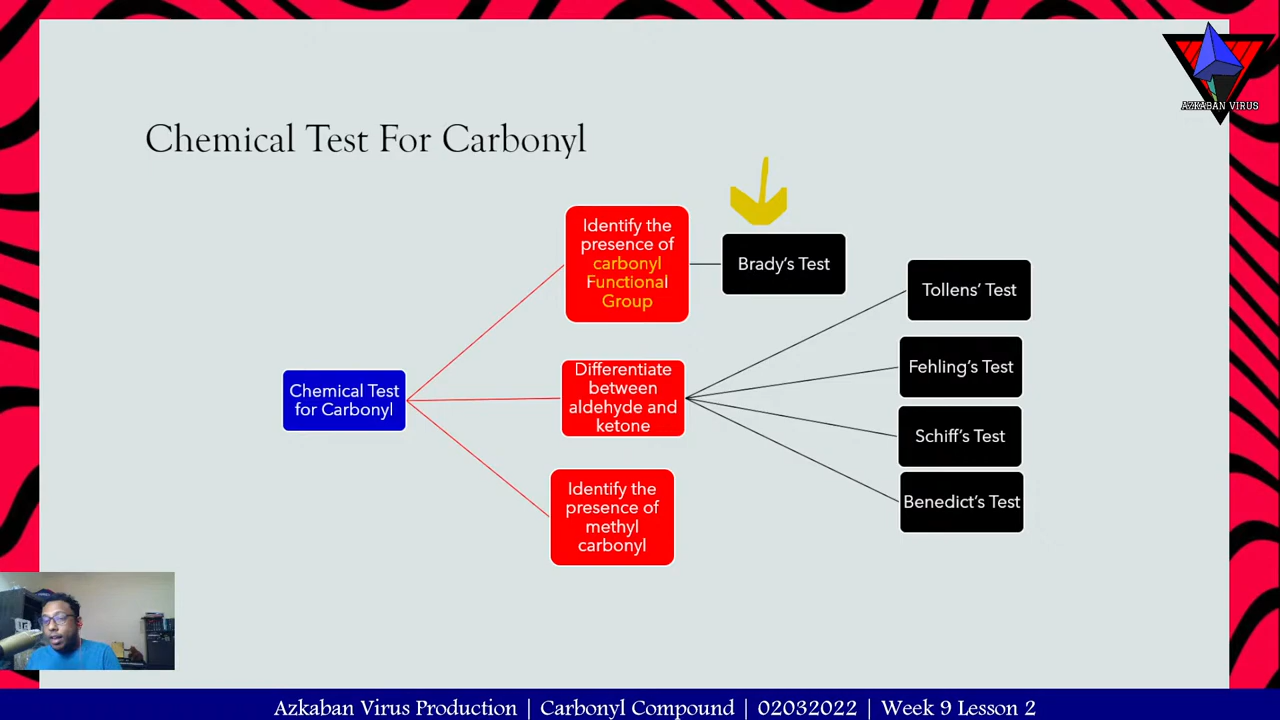 AZKABAN VIRUS
Chemical Test For Carbonyl
Identify the
presence of
carbonyl
Functional
Group
Brady's Test
Tollens' Test
Differentiate
between
aldehyde and
ketone
Fehling's Test
Chemical Test
for Carbonyl
Schiff's Test
Identify the
presence of
methyl
carbonyl
Benedict's Test
Azkaban Virus Production | Carbonyl Compound | 02032022 | Week 9 Lesson 2